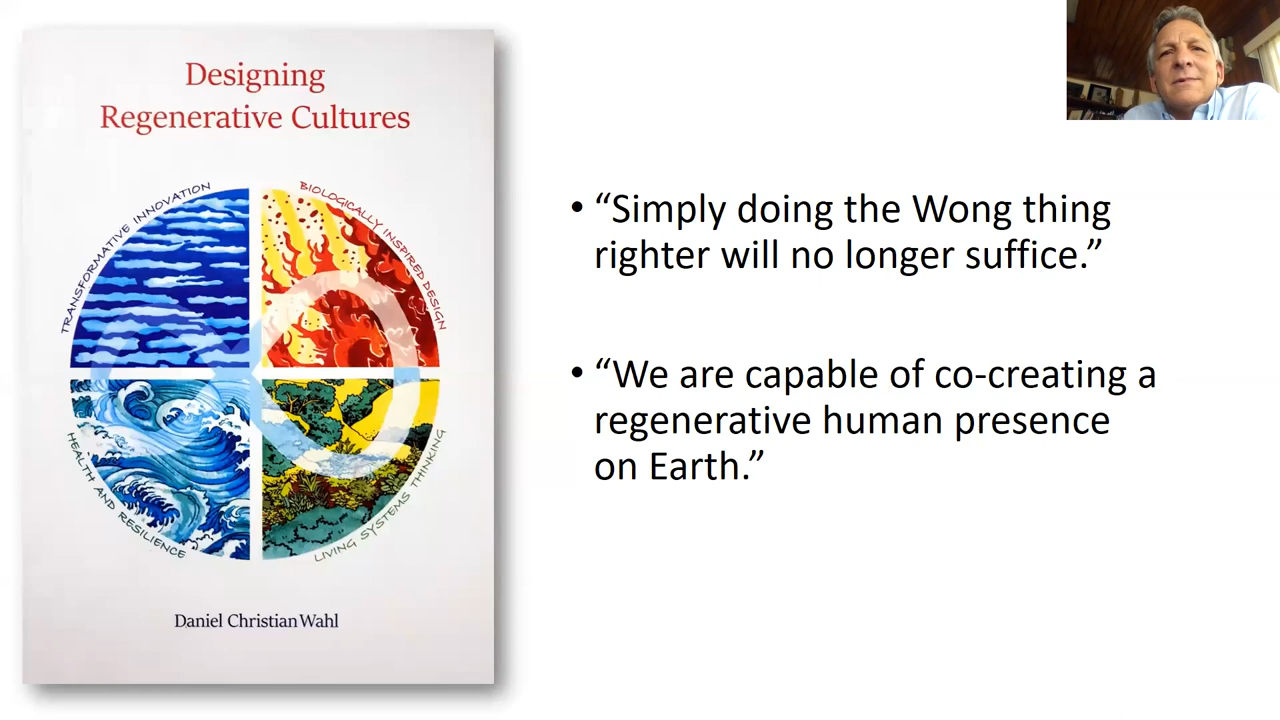 Designing
Regenerative Cultures
TRANSFORMATIVE INNOVATION
BIOLOGICALLY INSPIRED DESIGN
HEALTH AND RESILIENCE
LIVING SYSTEMS THINKING
Daniel Christian Wahl
• “Simply doing the Wong thing
righter will no longer suffice.”
• “We are capable of co-creating a
regenerative human presence
on Earth.”